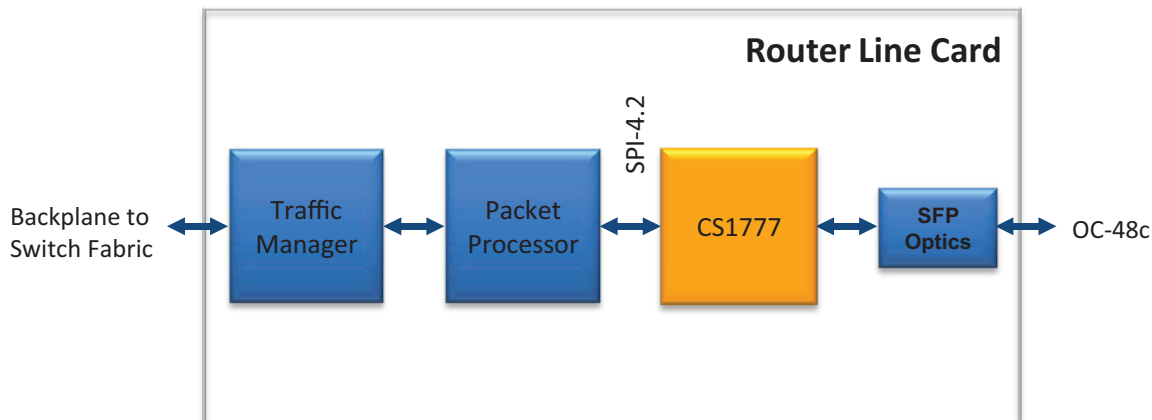 Router Line Card
SPI-4.2
Backplane to
Switch Fabric
Traffic
Manager
Packet
Processor
CS1777
SFP
Optics
OC-48c